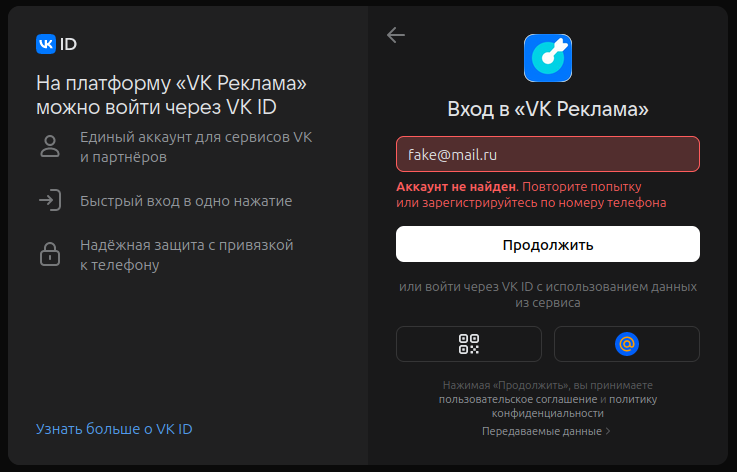 VK ID
На платформу «VK Реклама»
можно войти через VK ID
Единый аккаунт для сервисов VK
и партнёров
Быстрый вход в одно нажатие
Надёжная защита с привязкой
к телефону
Узнать больше о VK ID
Вход в «VK Реклама»
fake@mail.ru
Аккаунт не найден. Повторите попытку
или зарегистрируйтесь по номеру телефона
Продолжить
или войти через VK ID с использованием данных
из сервиса
Нажимая «Продолжить», вы принимаете
пользовательское соглашение и политику
конфиденциальности
Передаваемые данные